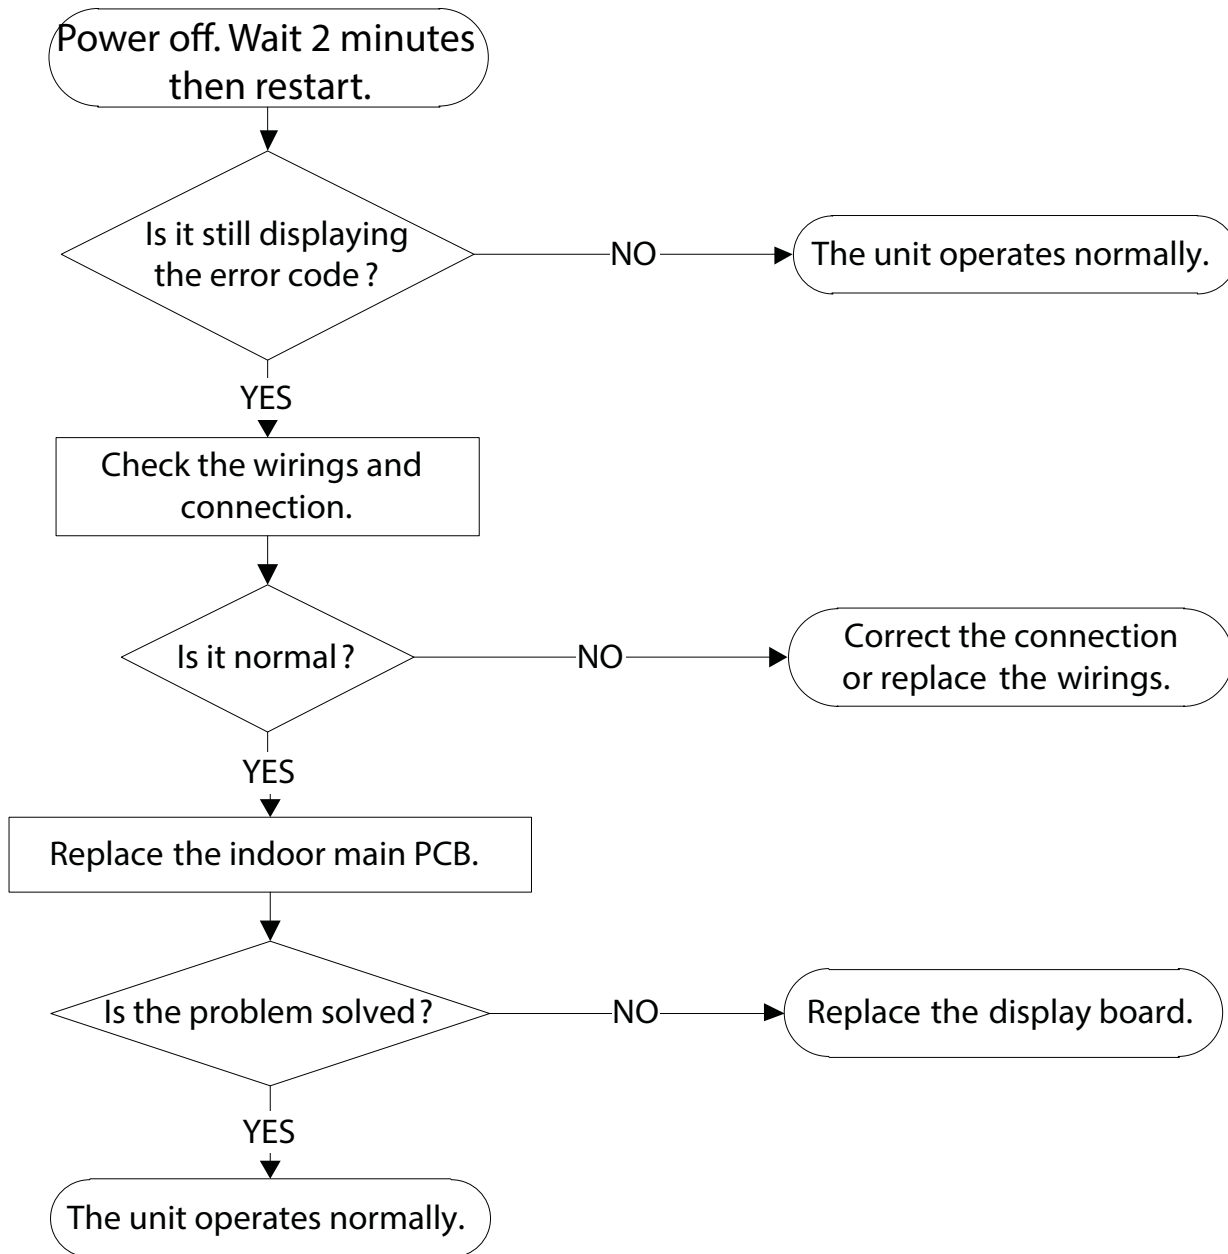 Power off. Wait 2 minutes
then restart.
Is it still displaying
the error code?
NO
The unit operates normally.
YES
Check the wirings and
connection.
Is it normal?
NO
Correct the connection
or replace the wirings.
YES
Replace the indoor main PCB.
Is the problem solved?
NO
Replace the display board.
YES
The unit operates normally.